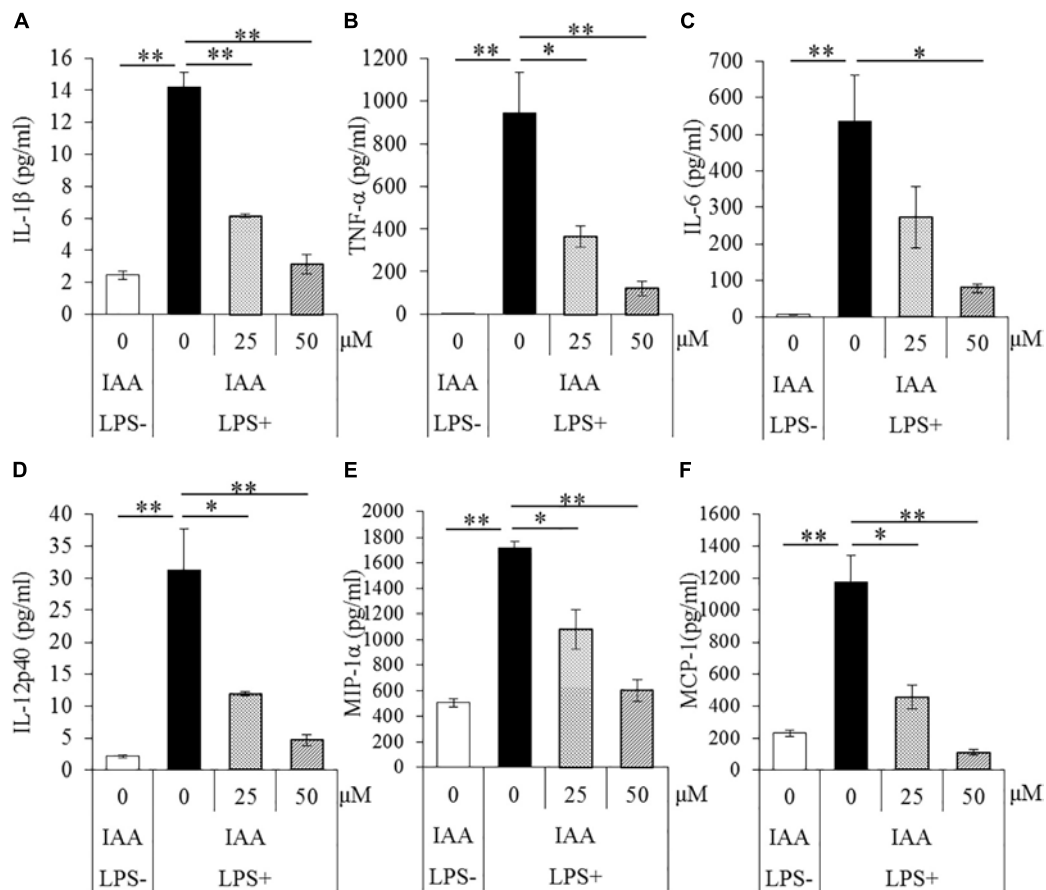 A
IL-1β (pg/ml)
** ** **
16
14
12
10
8
6
4
2
0
0 0 25 50 μM
IAA IAA
LPS- LPS+
B
TNF-α (pg/ml)
** * **
1200
1000
800
600
400
200
0
0 0 25 50 μM
IAA IAA
LPS- LPS+
C
IL-6 (pg/ml)
** *
700
600
500
400
300
200
100
0
0 0 25 50 μM
IAA IAA
LPS- LPS+
D
IL-12p40 (pg/ml)
** * **
40
35
30
25
20
15
10
5
0
0 0 25 50 μM
IAA IAA
LPS- LPS+
E
MIP-1α (pg/ml)
** * **
2000
1800
1600
1400
1200
1000
800
600
400
200
0
0 0 25 50 μM
IAA IAA
LPS- LPS+
F
MCP-1(pg/ml)
** * **
1600
1400
1200
1000
800
600
400
200
0
0 0 25 50 μM
IAA IAA
LPS- LPS+